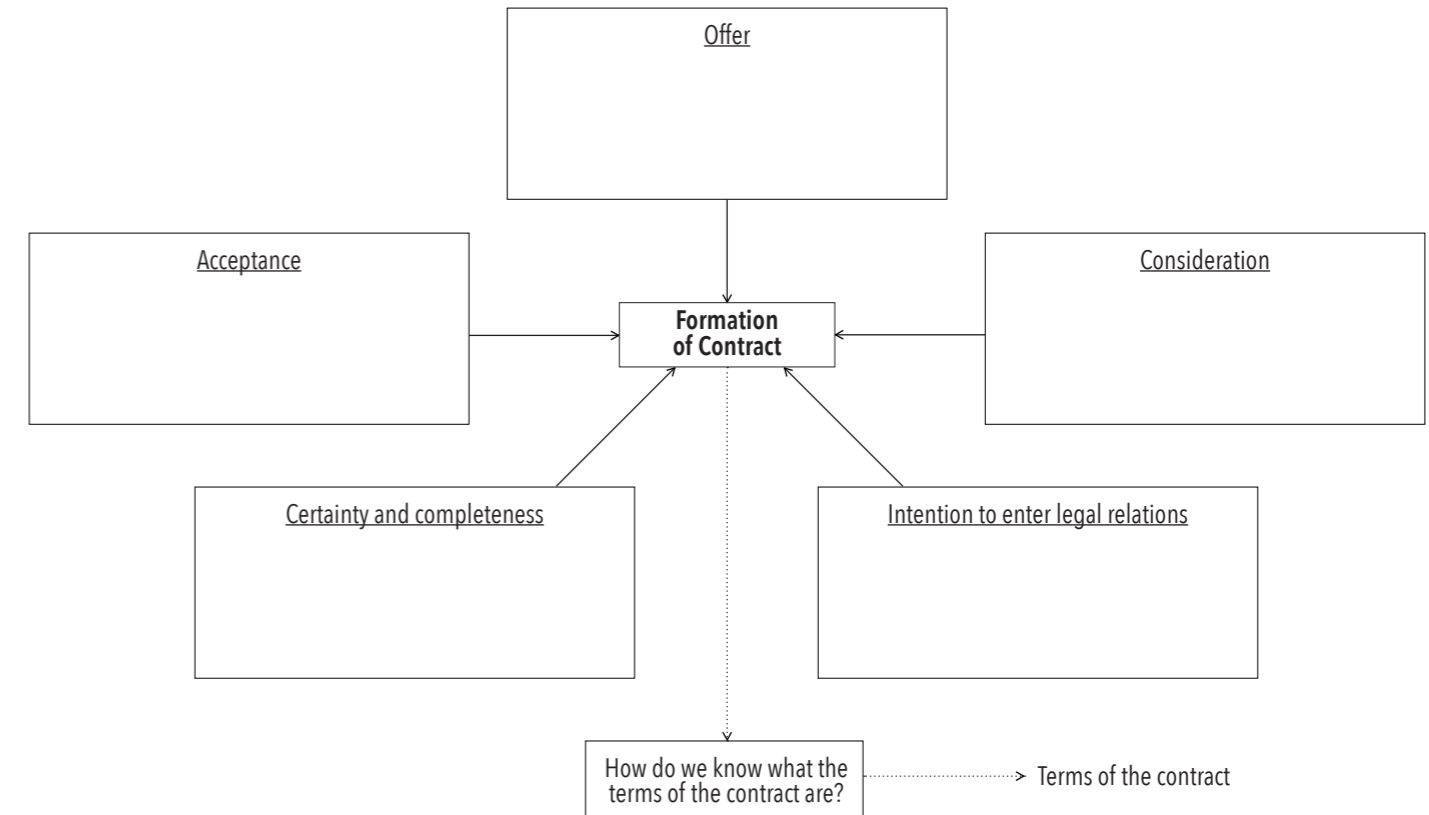 Offer
Acceptance
Consideration
Formation
of Contract
Certainty and completeness
Intention to enter legal relations
How do we know what the
terms of the contract are?
Terms of the contract